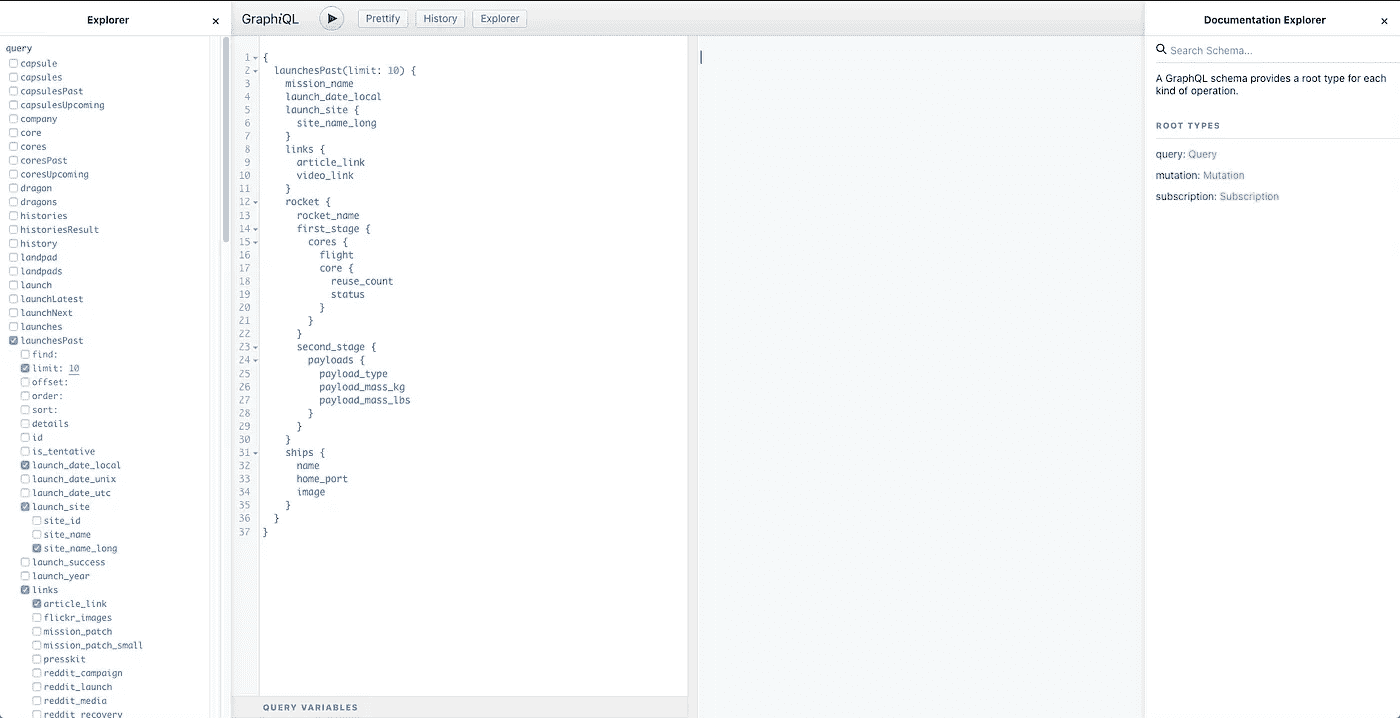 Explorer
×
query
capsule
capsules
capsulesPast
capsulesUpcoming
company
core
cores
coresPast
coresUpcoming
dragon
dragons
histories
historiesResult
history
landpad
landpads
launch
launchLatest
launchNext
launches
launchesPast
find:
limit: 10
offset:
order:
sort:
details
id
is_tentative
launch_date_local
launch_date_unix
launch_date_utc
launch_site
site_id
site_name
site_name_long
launch_success
launch_year
links
article_link
flickr_images
mission_patch
mission_patch_small
presskit
reddit_campaign
reddit_launch
reddit_media
reddit_recovery
GraphiQL
Prettify
History
Explorer
1 {
2 launchesPast(limit: 10) {
3 mission_name
4 launch_date_local
5 launch_site {
6 site_name_long
7 }
8 links {
9 article_link
10 video_link
11 }
12 rocket {
13 rocket_name
14 first_stage {
15 cores {
16 flight
17 core {
18 reuse_count
19 status
20 }
21 }
22 }
23 second_stage {
24 payloads {
25 payload_type
26 payload_mass_kg
27 payload_mass_lbs
28 }
29 }
30 }
31 ships {
32 name
33 home_port
34 image
35 }
36 }
37 }
QUERY VARIABLES
Documentation Explorer
×
Search Schema...
A GraphQL schema provides a root type for each
kind of operation.
ROOT TYPES
query: Query
mutation: Mutation
subscription: Subscription